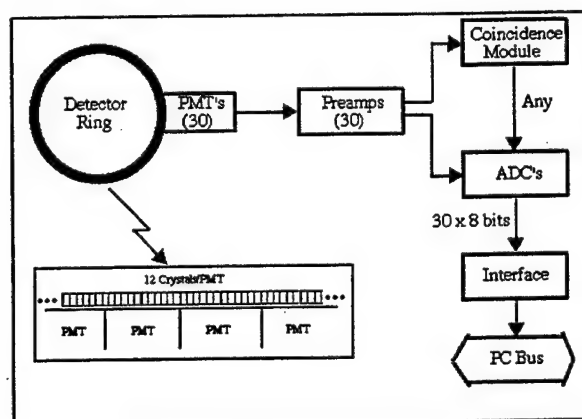 Coincidence
Module
Detector
Ring
PMT's
(30)
Preamps
(30)
Any
ADC's
30 x 8 bits
12 Crystals/PMT
Interface
PMT
PMT
PMT
PMT
PC Bus